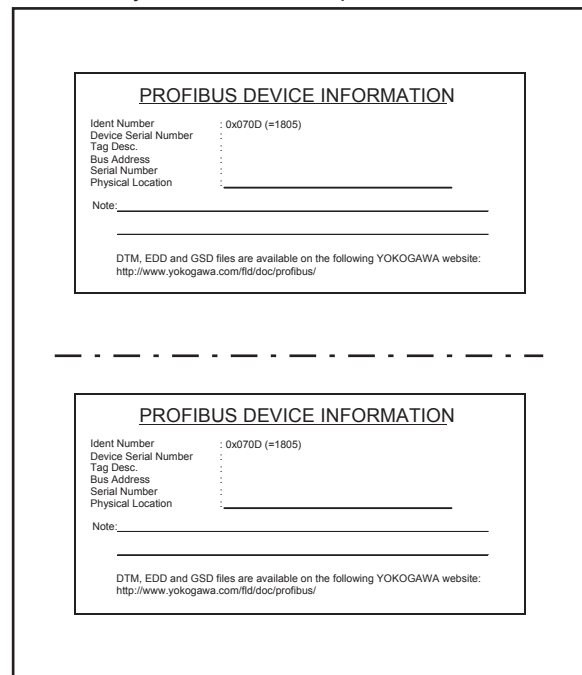 PROFIBUS DEVICE INFORMATION
Ident Number : 0x070D (=1805)
Device Serial Number :
Tag Desc. :
Bus Address :
Serial Number :
Physical Location :
Note:
DTM, EDD and GSD files are available on the following YOKOGAWA website:
http://www.yokogawa.com/fld/doc/profibus/
PROFIBUS DEVICE INFORMATION
Ident Number : 0x070D (=1805)
Device Serial Number :
Tag Desc. :
Bus Address :
Serial Number :
Physical Location :
Note:
DTM, EDD and GSD files are available on the following YOKOGAWA website:
http://www.yokogawa.com/fld/doc/profibus/